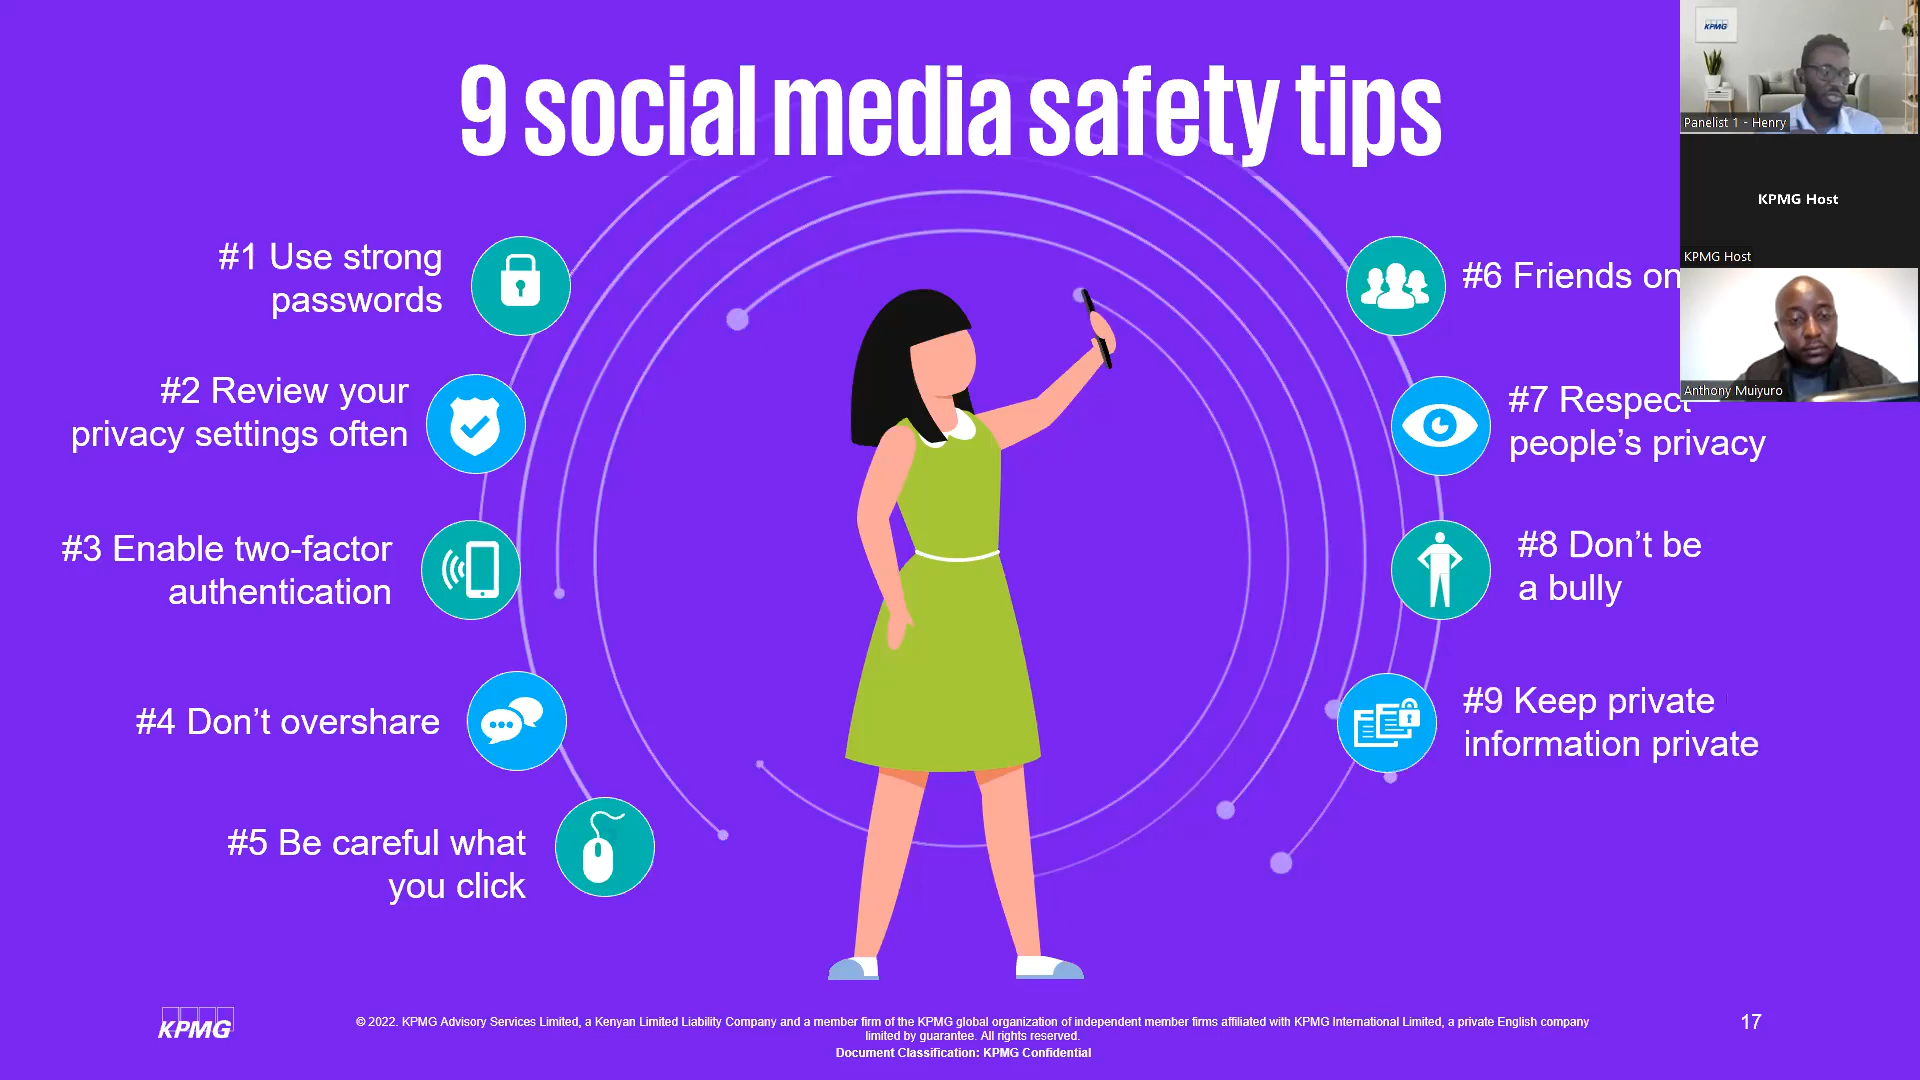 9 social media safety tips
#1 Use strong
passwords
#2 Review your
privacy settings often
#3 Enable two-factor
authentication
#4 Don’t overshare
#5 Be careful what
you click
#6 Friends on
#7 Respect
people’s privacy
#8 Don’t be
a bully
#9 Keep private
information private
KPMG
Panelist 1 - Henry
KPMG Host
KPMG Host
Anthony Muiyuro
KPMG
© 2022. KPMG Advisory Services Limited, a Kenyan Limited Liability Company and a member firm of the KPMG global organization of independent member firms affiliated with KPMG International Limited, a private English company
limited by guarantee. All rights reserved.
Document Classification: KPMG Confidential
17